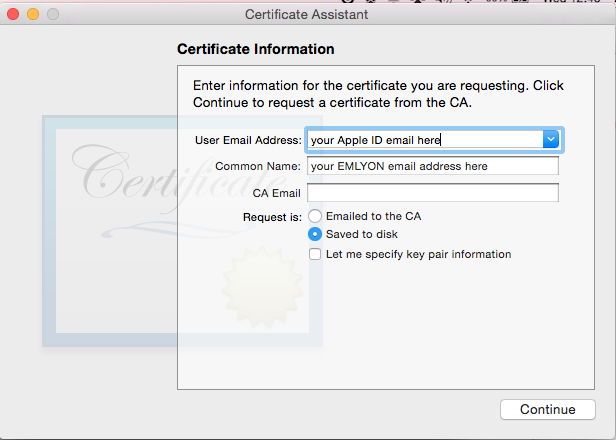 Certificate Assistant
Certificate Information
Enter information for the certificate you are requesting. Click
Continue to request a certificate from the CA.
User Email Address: your Apple ID email here
Common Name: your EMLYON email address here
CA Email
Request is: Emailed to the CA
Saved to disk
Let me specify key pair information
Certificate
Continue